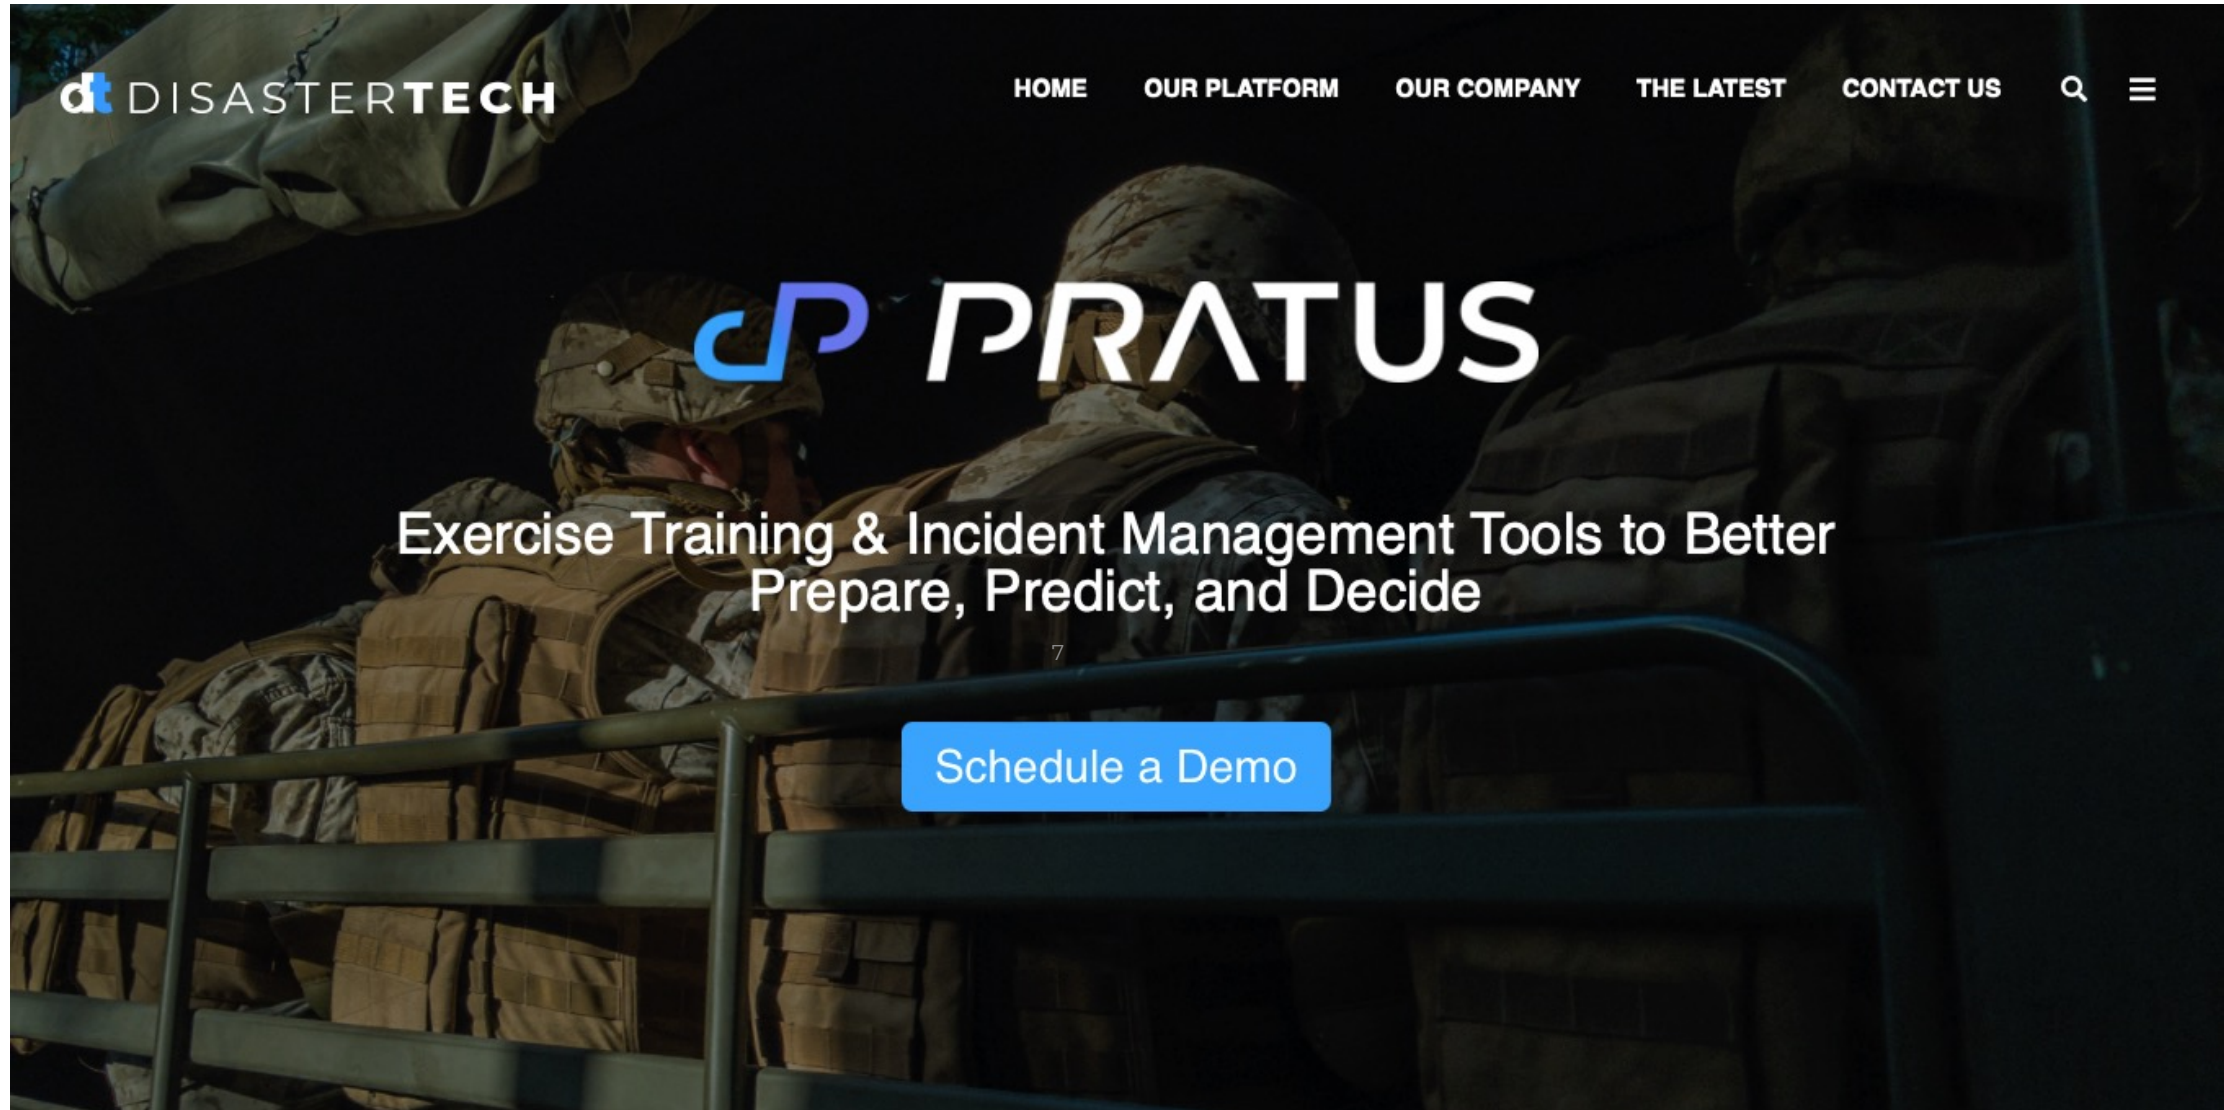 dt DISASTERTECH
HOME OUR PLATFORM OUR COMPANY THE LATEST CONTACT US
PRATUS
Exercise Training & Incident Management Tools to Better
Prepare, Predict, and Decide
7
Schedule a Demo